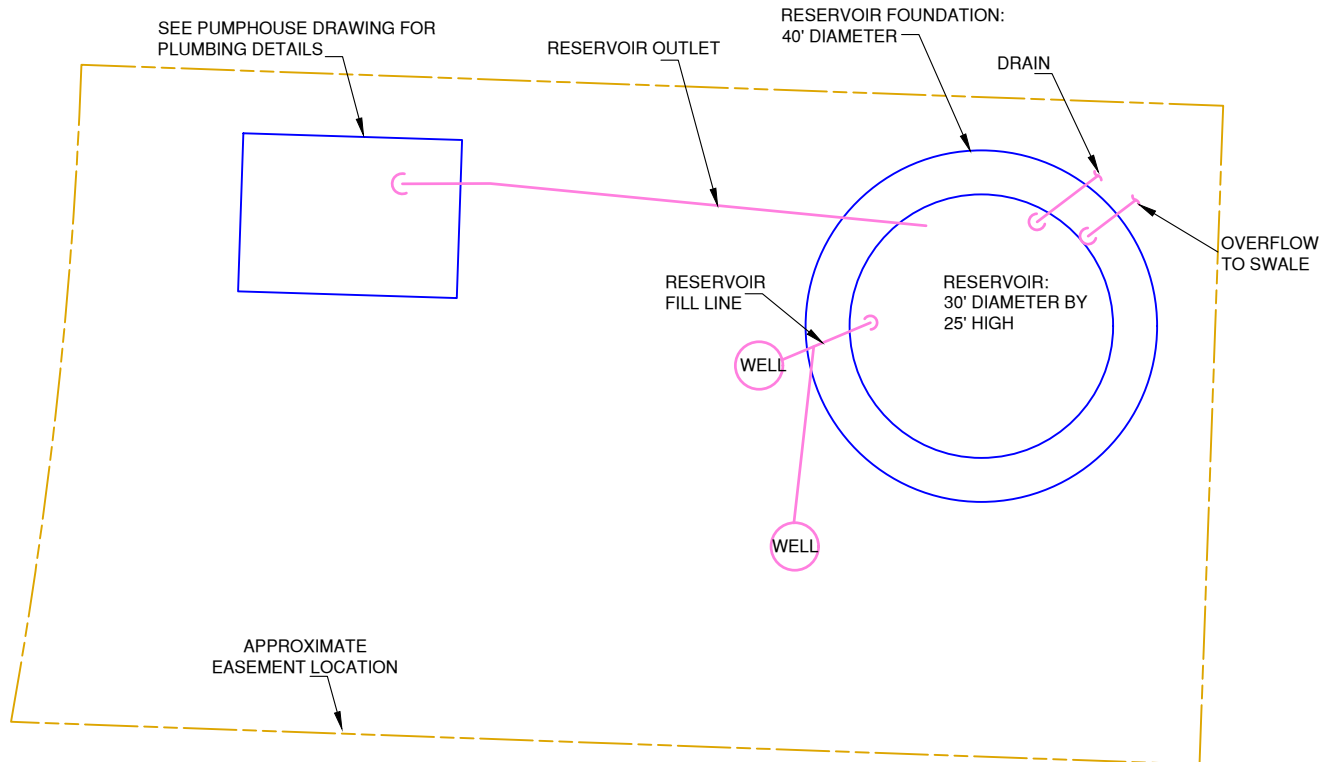 SEE PUMPHOUSE DRAWING FOR
PLUMBING DETAILS
RESERVOIR OUTLET
RESERVOIR FOUNDATION:
40' DIAMETER
DRAIN
OVERFLOW
TO SWALE
RESERVOIR
FILL LINE
RESERVOIR:
30' DIAMETER BY
25' HIGH
WELL
WELL
APPROXIMATE
EASEMENT LOCATION